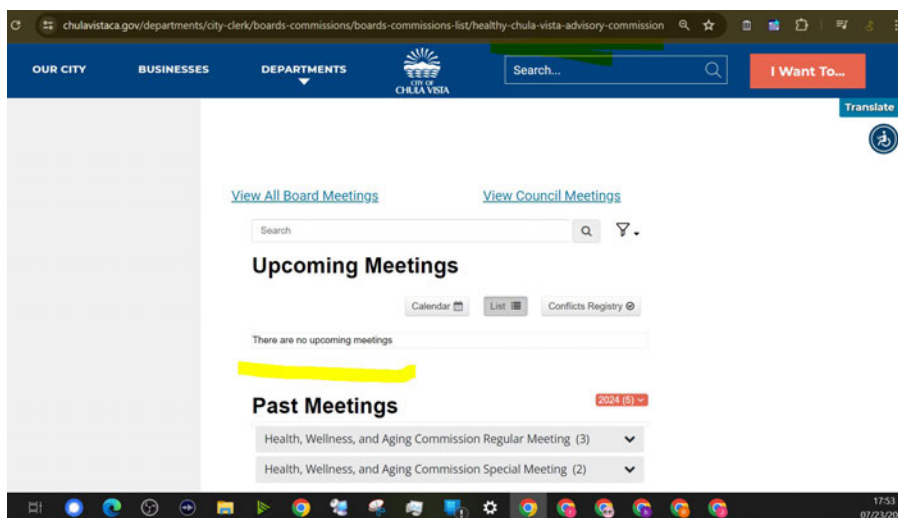 chulavistaca.gov/departments/city-clerk/boards-commissions/boards-commissions-list/healthy-chula-vista-advisory-commission
OUR CITY BUSINESSES DEPARTMENTS CITY OF CHULA VISTA Search... I Want To...
Translate
View All Board Meetings View Council Meetings
Search
Upcoming Meetings
Calendar List Conflicts Registry
There are no upcoming meetings
Past Meetings 2024 (5)
Health, Wellness, and Aging Commission Regular Meeting (3)
Health, Wellness, and Aging Commission Special Meeting (2)
17:53
07/23/20